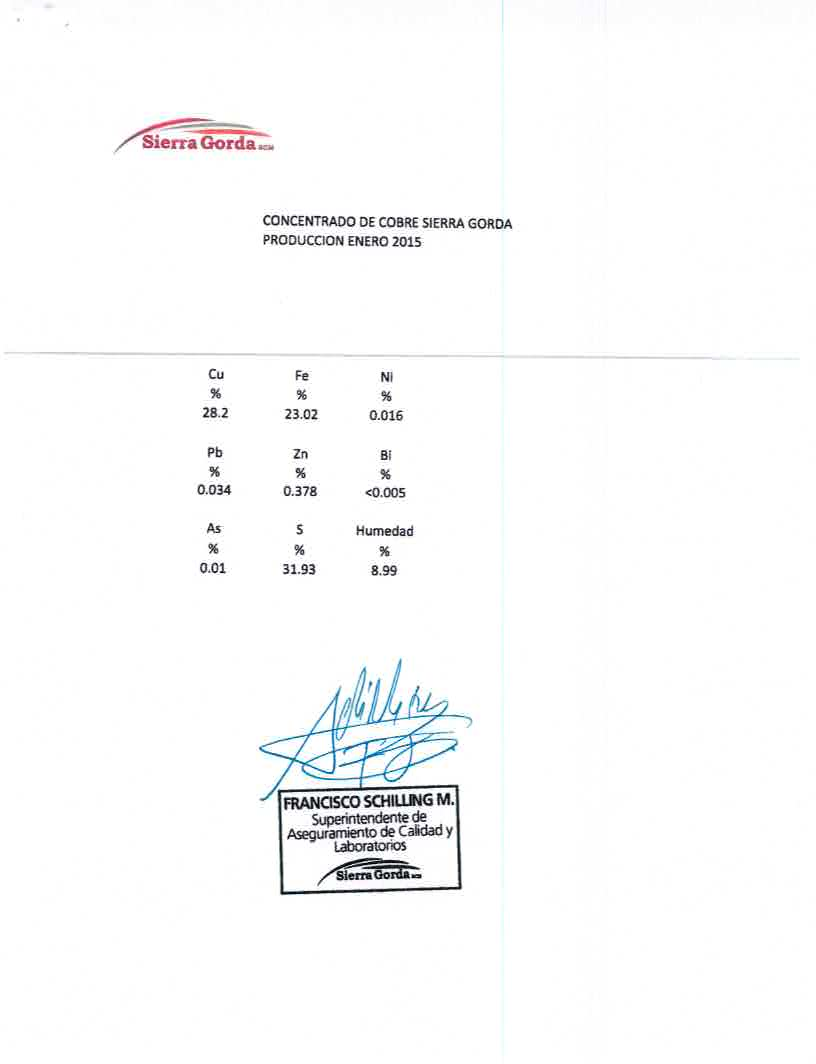 Sierra Gorda SCM
CONCENTRADO DE COBRE SIERRA GORDA
PRODUCCION ENERO 2015
Cu Fe Ni
% % %
28.2 23.02 0.016
Pb Zn Bi
% % %
0.034 0.378 <0.005
As S Humedad
% % %
0.01 31.93 8.99
FRANCISCO SCHILLING M.
Superintendente de
Aseguramiento de Calidad y
Laboratorios
Sierra Gorda SCM